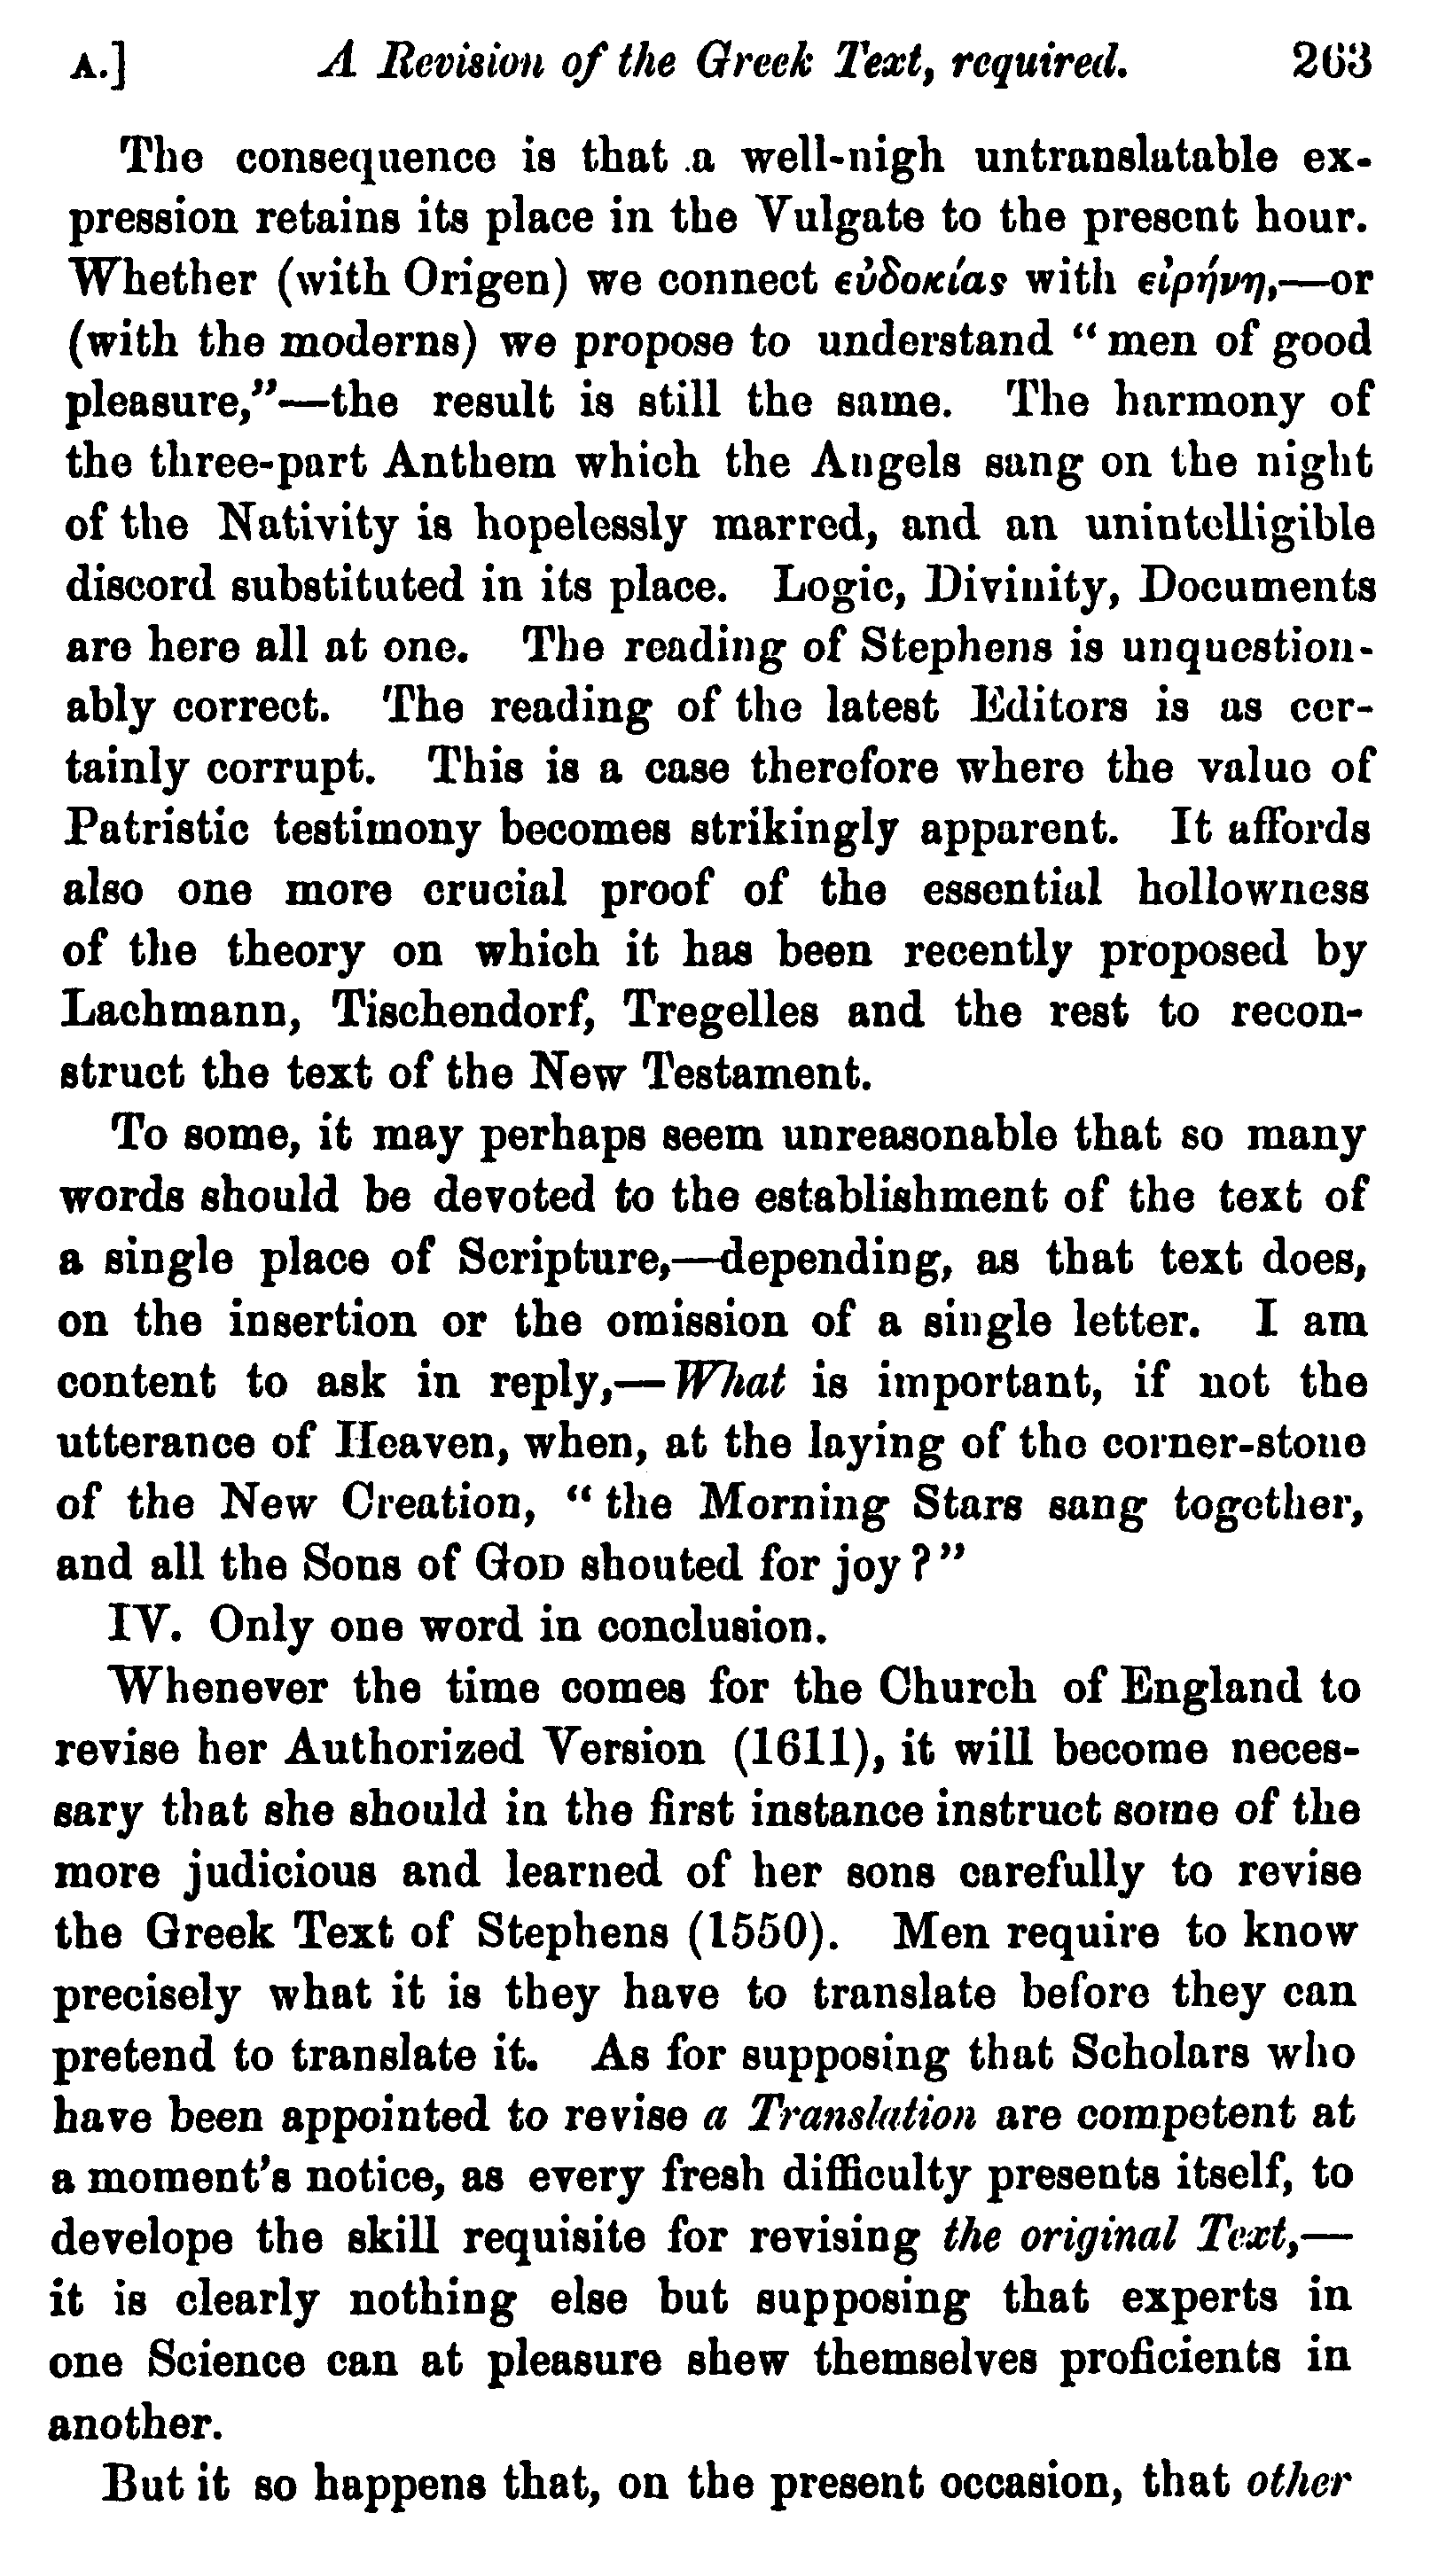 A.] A Revision of the Greek Text, required. 263
The consequence is that a well-nigh untranslatable ex-
pression retains its place in the Vulgate to the present hour.
Whether (with Origen) we connect εὐδοκίας with εἰρήνη,—or
(with the moderns) we propose to understand “men of good
pleasure,”—the result is still the same. The harmony of
the three-part Anthem which the Angels sang on the night
of the Nativity is hopelessly marred, and an unintelligible
discord substituted in its place. Logic, Divinity, Documents
are here all at one. The reading of Stephens is unquestion-
ably correct. The reading of the latest Editors is as cer-
tainly corrupt. This is a case therefore where the value of
Patristic testimony becomes strikingly apparent. It affords
also one more crucial proof of the essential hollowness
of the theory on which it has been recently proposed by
Lachmann, Tischendorf, Tregelles and the rest to recon-
struct the text of the New Testament.
To some, it may perhaps seem unreasonable that so many
words should be devoted to the establishment of the text of
a single place of Scripture,—depending, as that text does,
on the insertion or the omission of a single letter. I am
content to ask in reply,—What is important, if not the
utterance of Heaven, when, at the laying of the corner-stone
of the New Creation, “the Morning Stars sang together,
and all the Sons of GOD shouted for joy?”
IV. Only one word in conclusion.
Whenever the time comes for the Church of England to
revise her Authorized Version (1611), it will become neces-
sary that she should in the first instance instruct some of the
more judicious and learned of her sons carefully to revise
the Greek Text of Stephens (1550). Men require to know
precisely what it is they have to translate before they can
pretend to translate it. As for supposing that Scholars who
have been appointed to revise a Translation are competent at
a moment’s notice, as every fresh difficulty presents itself, to
develope the skill requisite for revising the original Text,—
it is clearly nothing else but supposing that experts in
one Science can at pleasure shew themselves proficients in
another.
But it so happens that, on the present occasion, that other